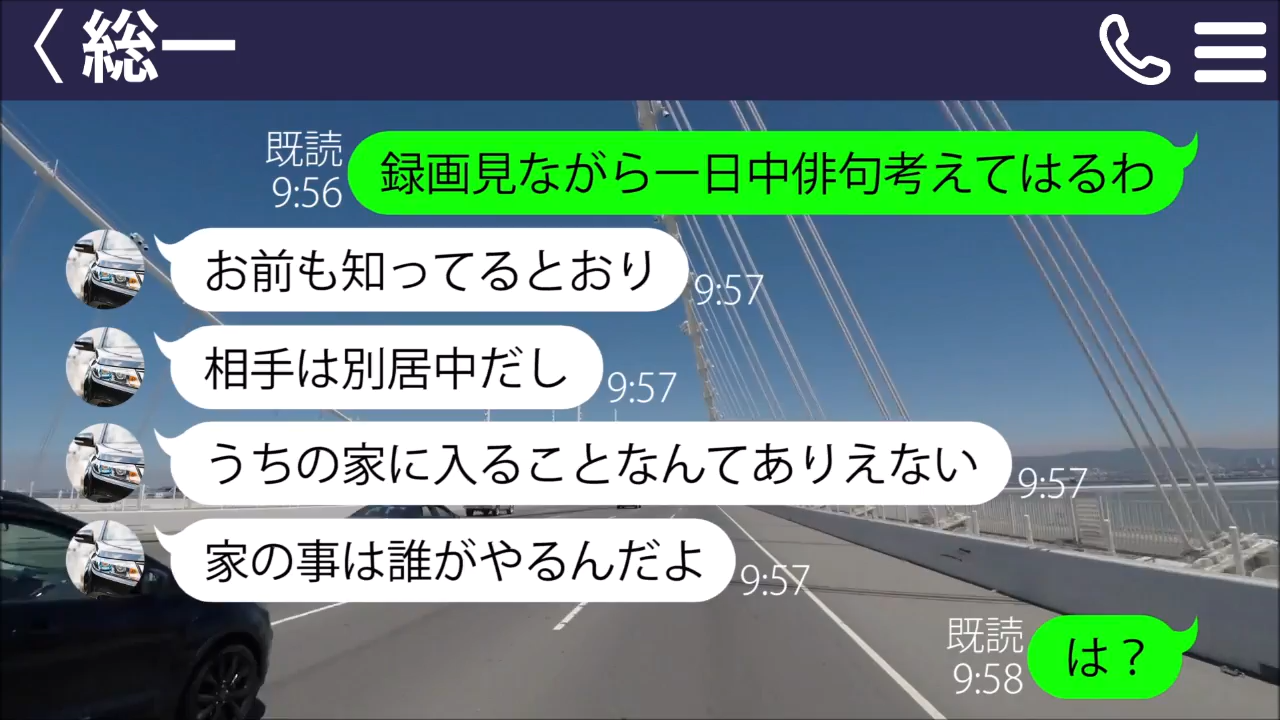 総一
既読
9:56
録画見ながら一日中俳句考えてはるわ
お前も知ってるとおり
9:57
相手は別居中だし
9:57
うちの家に入ることなんてありえない
9:57
家の事は誰がやるんだよ
9:57
既読
9:58
は？